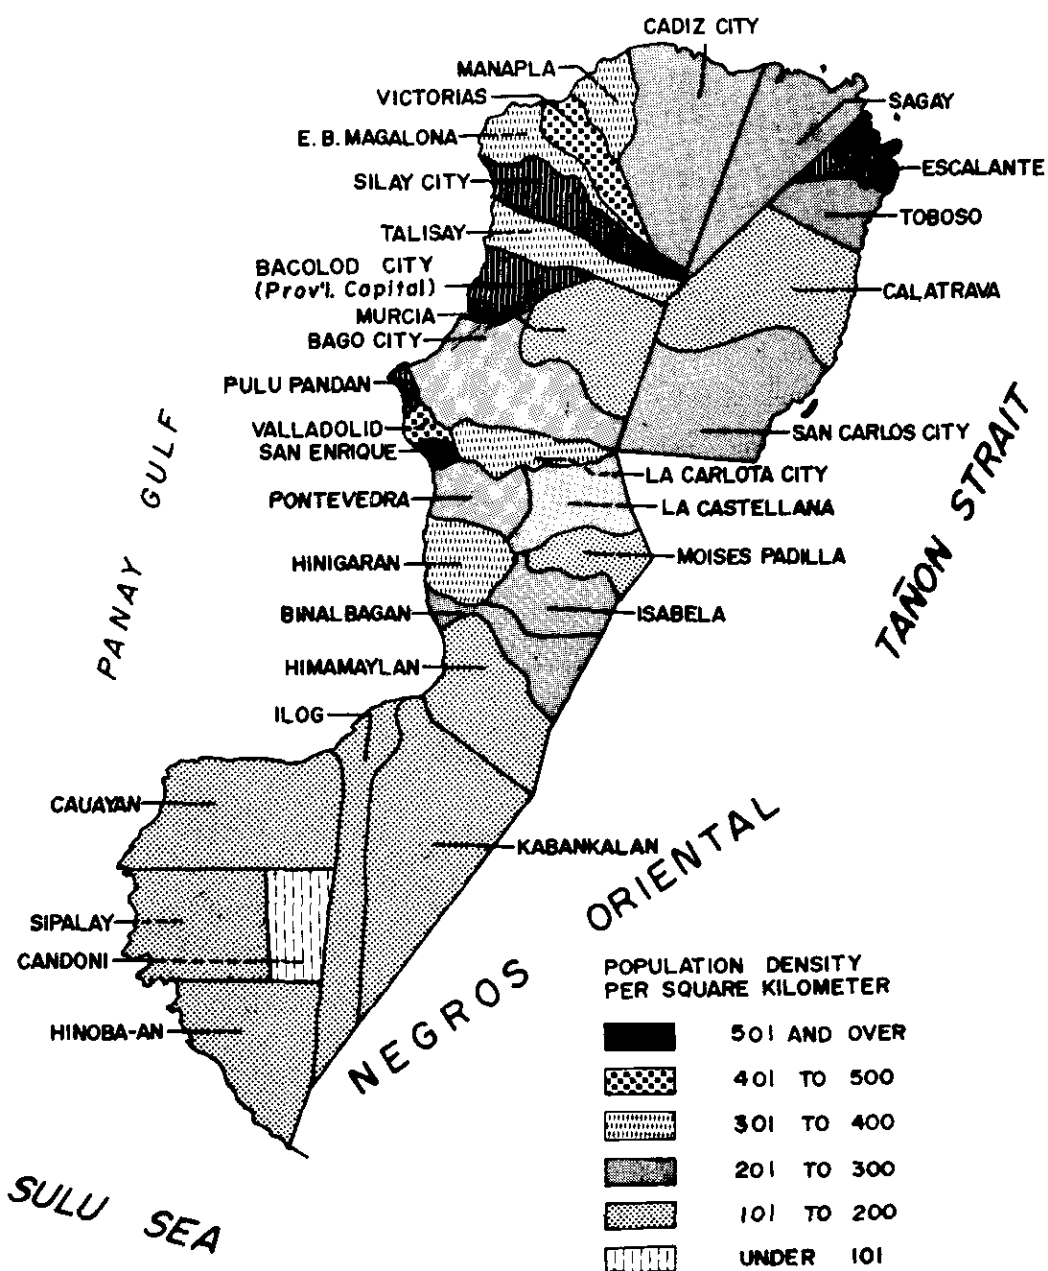 CADIZ CITY
MANAPLA
VICTORIAS
SAGAY
E. B. MAGALONA
ESCALANTE
SILAY CITY
TOBOSO
TALISAY
BACOLOD CITY
(Prov'l. Capital)
CALATRAVA
MURCIA
BAGO CITY
PULU PANDAN
VALLADOLID
SAN CARLOS CITY
SAN ENRIQUE
LA CARLOTA CITY
PONTEVEDRA
LA CASTELLANA
MOISES PADILLA
HINIGARAN
BINALBAGAN
ISABELA
HIMAMAYLAN
ILOG
CAUAYAN
KABANKALAN
SIPALAY
CANDONI
HINOBA-AN
PANAY GULF
TAÑON STRAIT
NEGROS ORIENTAL
SULU SEA
POPULATION DENSITY
PER SQUARE KILOMETER
501 AND OVER
401 TO 500
301 TO 400
201 TO 300
101 TO 200
UNDER 101